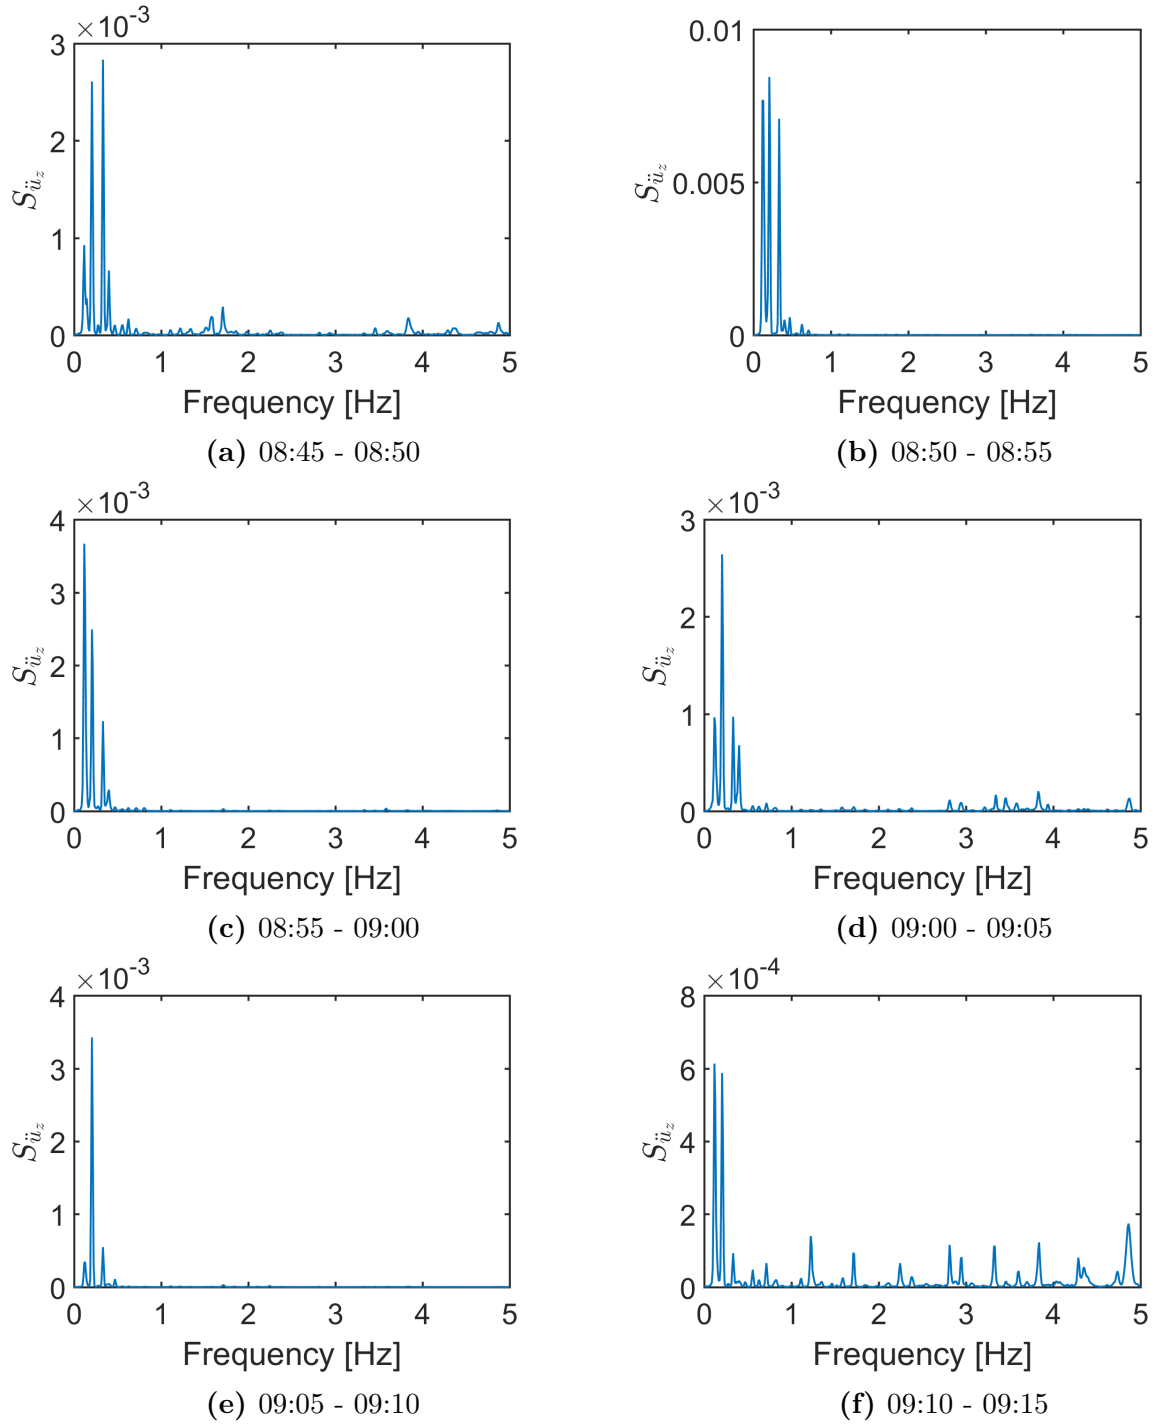 ×10⁻³
3
2
1
0
S_{ü_z}
0 1 2 3 4 5
Frequency [Hz]
(a) 08:45 - 08:50
0.01
0.005
0
S_{ü_z}
0 1 2 3 4 5
Frequency [Hz]
(b) 08:50 - 08:55
×10⁻³
4
3
2
1
0
S_{ü_z}
0 1 2 3 4 5
Frequency [Hz]
(c) 08:55 - 09:00
×10⁻³
3
2
1
0
S_{ü_z}
0 1 2 3 4 5
Frequency [Hz]
(d) 09:00 - 09:05
×10⁻³
4
3
2
1
0
S_{ü_z}
0 1 2 3 4 5
Frequency [Hz]
(e) 09:05 - 09:10
×10⁻⁴
8
6
4
2
0
S_{ü_z}
0 1 2 3 4 5
Frequency [Hz]
(f) 09:10 - 09:15